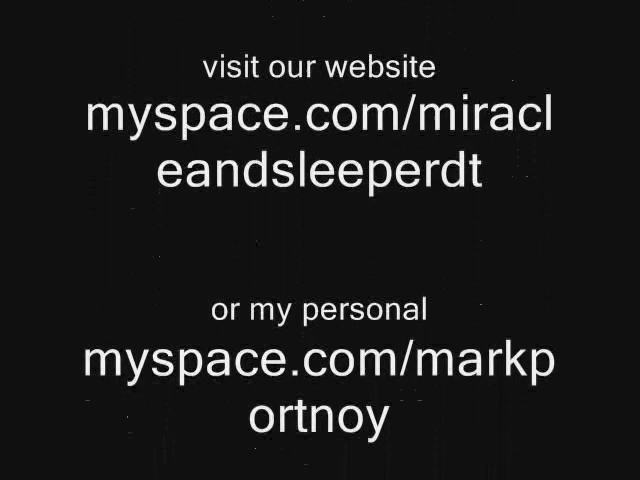 visit our website
myspace.com/miracl
eandsleeperdt
or my personal
myspace.com/markp
ortnoy